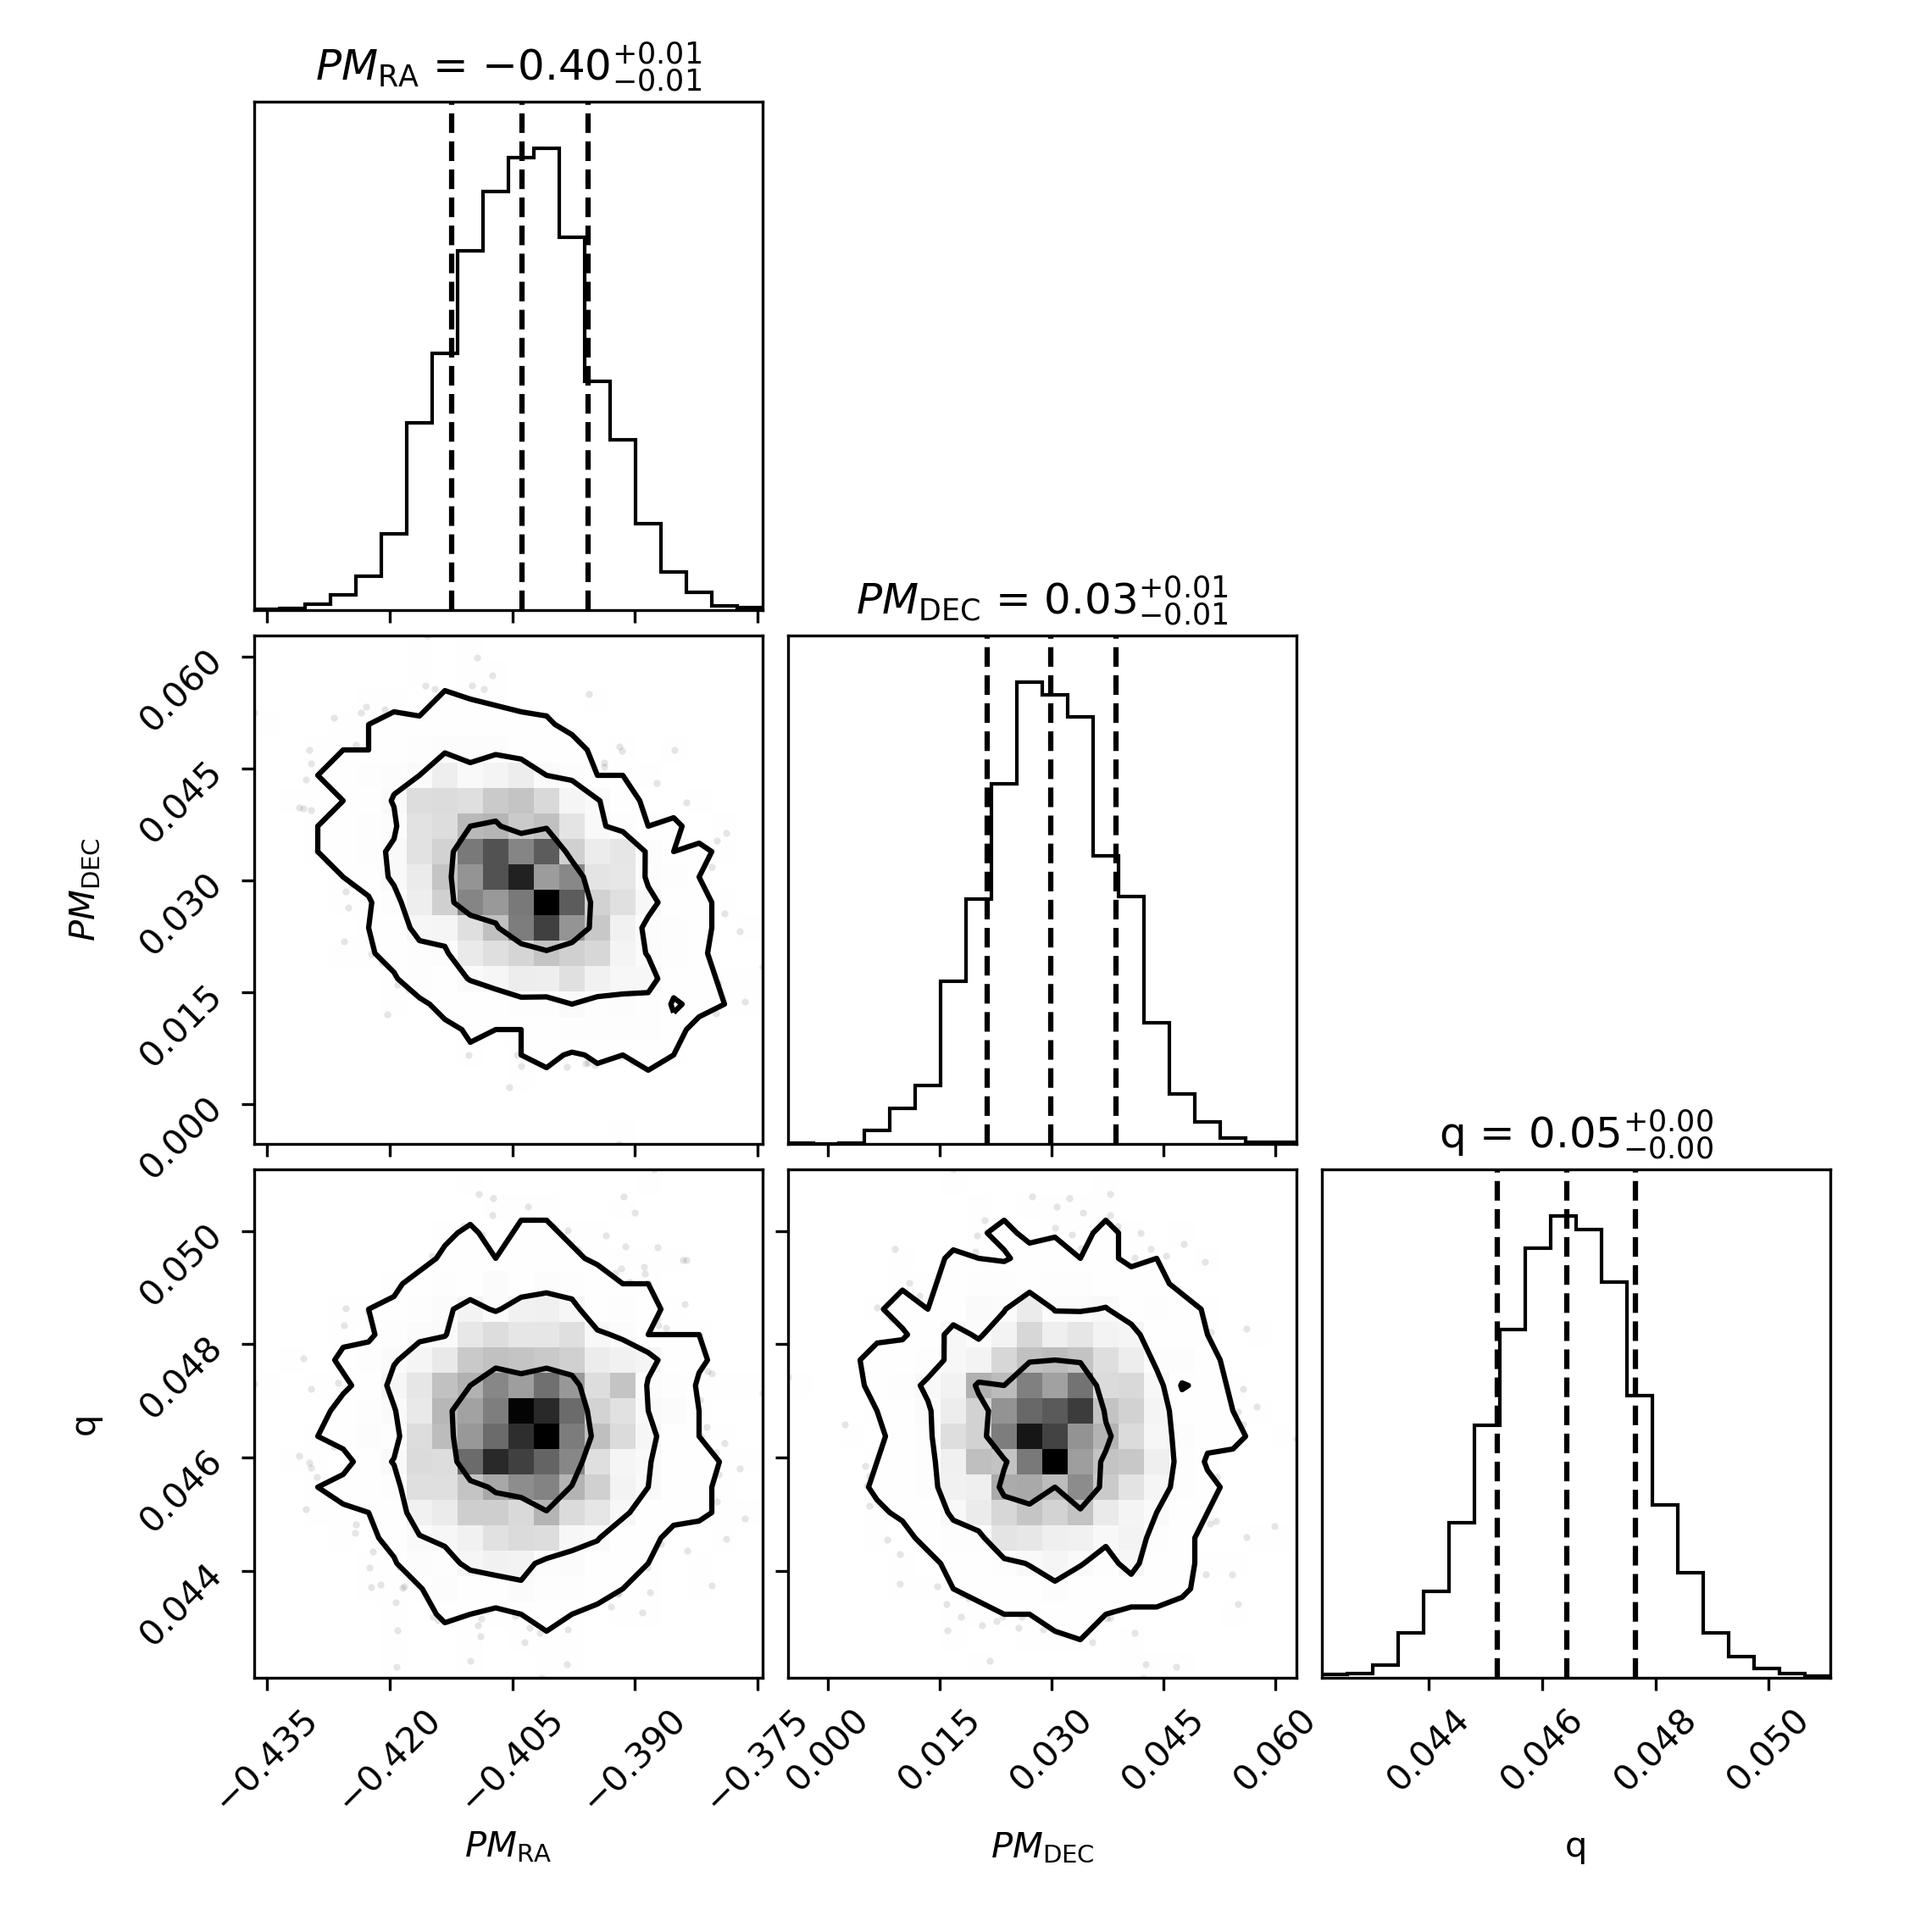 PM_RA = −0.40 +0.01 −0.01
PM_DEC = 0.03 +0.01 −0.01
0.060
0.045
0.030
0.015
0.000
PM_DEC
q = 0.05 +0.00 −0.00
0.050
0.048
0.046
0.044
q
−0.435 −0.420 −0.405 −0.390 −0.375
0.000 0.015 0.030 0.045 0.060
0.044 0.046 0.048 0.050
PM_RA
PM_DEC
q